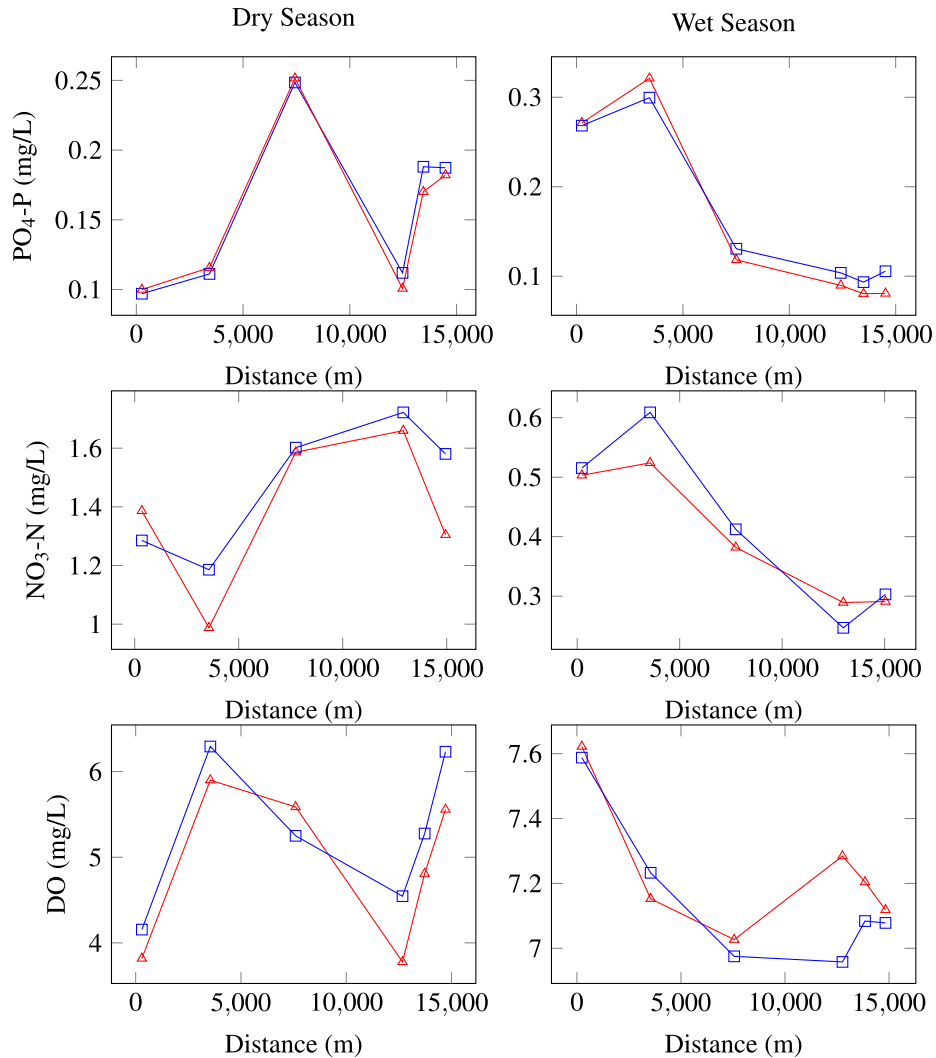 Dry Season
Wet Season
PO₄-P (mg/L)
0.25
0.2
0.15
0.1
0 5,000 10,000 15,000
Distance (m)
0.3
0.2
0.1
0 5,000 10,000 15,000
Distance (m)
NO₃-N (mg/L)
1.6
1.4
1.2
1
0 5,000 10,000 15,000
Distance (m)
0.6
0.5
0.4
0.3
0 5,000 10,000 15,000
Distance (m)
DO (mg/L)
6
5
4
0 5,000 10,000 15,000
Distance (m)
7.6
7.4
7.2
7
0 5,000 10,000 15,000
Distance (m)